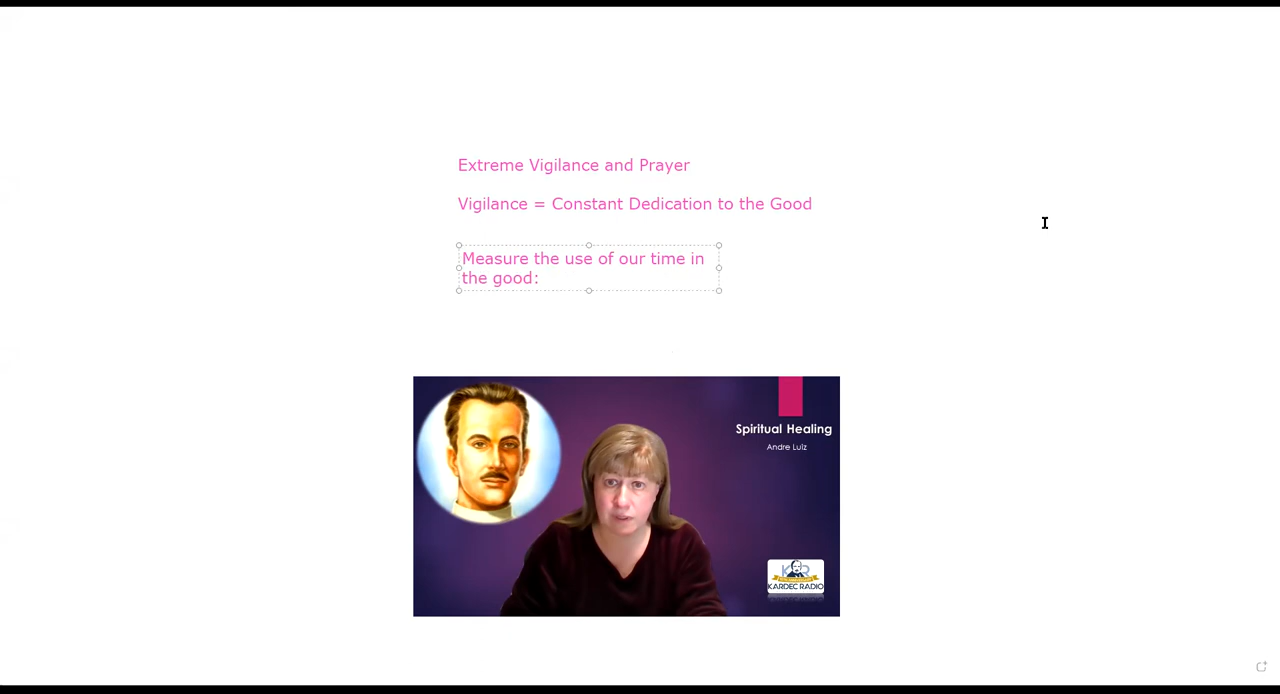 Extreme Vigilance and Prayer
Vigilance = Constant Dedication to the Good
Measure the use of our time in
the good:
Spiritual Healing
Andre Luiz
KARDEC RADIO